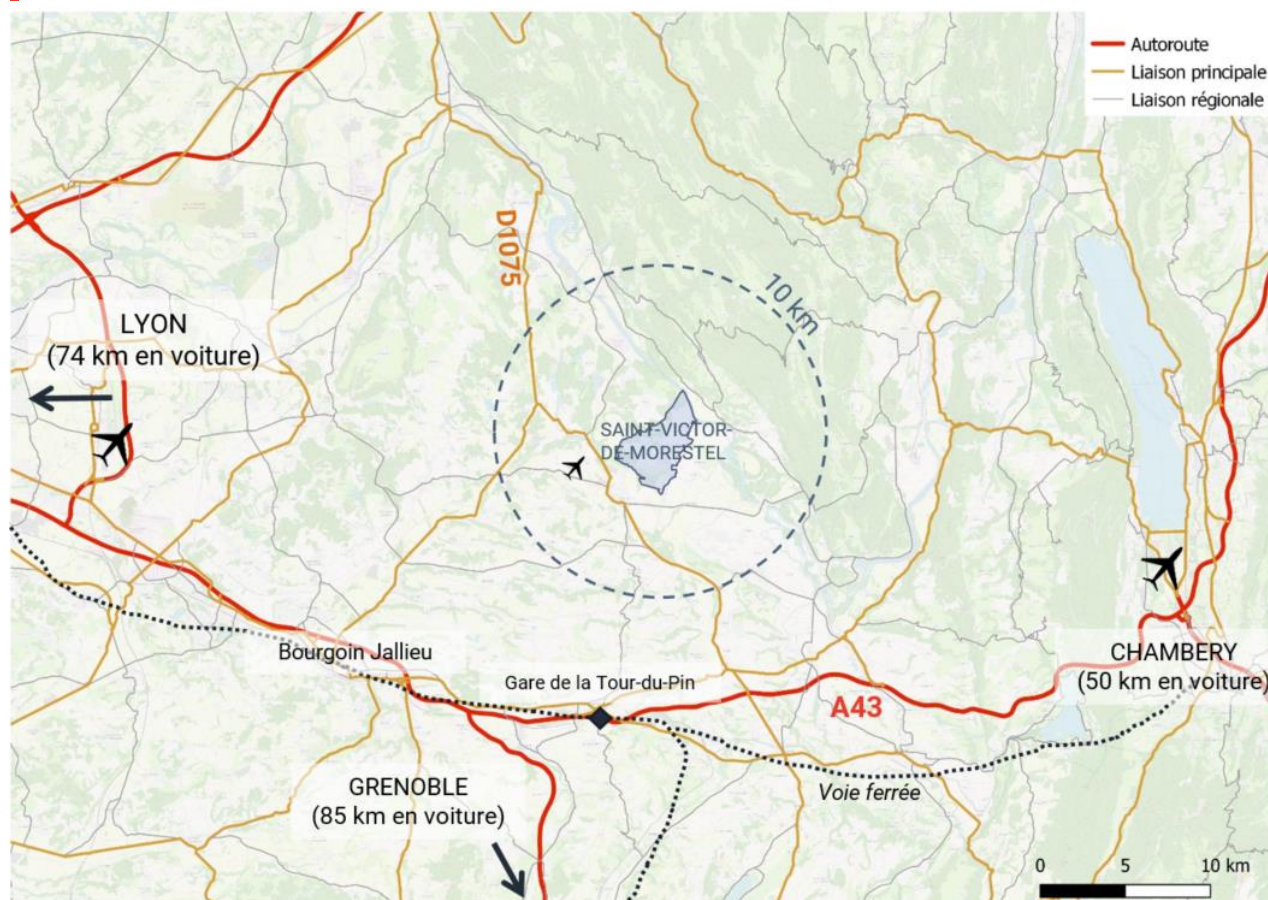 Autoroute
Liaison principale
Liaison régionale
D1075
10 km
LYON
(74 km en voiture)
SAINT-VICTOR-
DE-MORESTEL
Bourgoin Jallieu
Gare de la Tour-du-Pin
CHAMBERY
(50 km en voiture)
A43
GRENOBLE
(85 km en voiture)
Voie ferrée
0 5 10 km